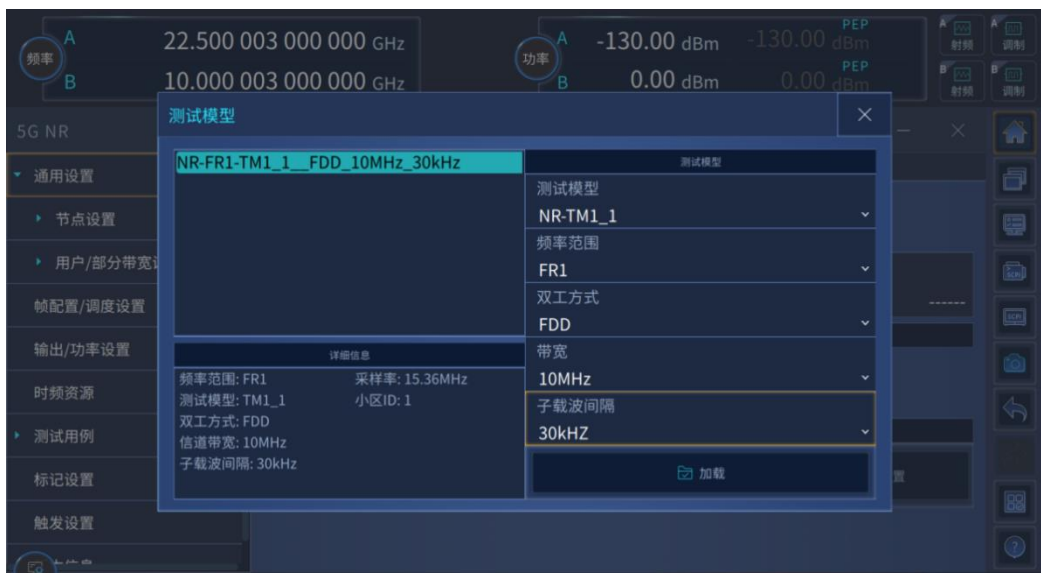 频率
A 22.500 003 000 000 GHz
B 10.000 003 000 000 GHz
功率
A -130.00 dBm -130.00 dBm PEP
B 0.00 dBm 0.00 dBm PEP
A 射频
A 调制
B 射频
B 调制
5G NR
通用设置
节点设置
用户/部分带宽
帧配置/调度设置
输出/功率设置
时频资源
测试用例
标记设置
触发设置
测试模型
NR-FR1-TM1_1__FDD_10MHz_30kHz
详细信息
频率范围: FR1 采样率: 15.36MHz
测试模型: TM1_1 小区ID: 1
双工方式: FDD
信道带宽: 10MHz
子载波间隔: 30kHz
测试模型
测试模型
NR-TM1_1
频率范围
FR1
双工方式
FDD
带宽
10MHz
子载波间隔
30kHZ
加载
------
置
SCPI
SCPI